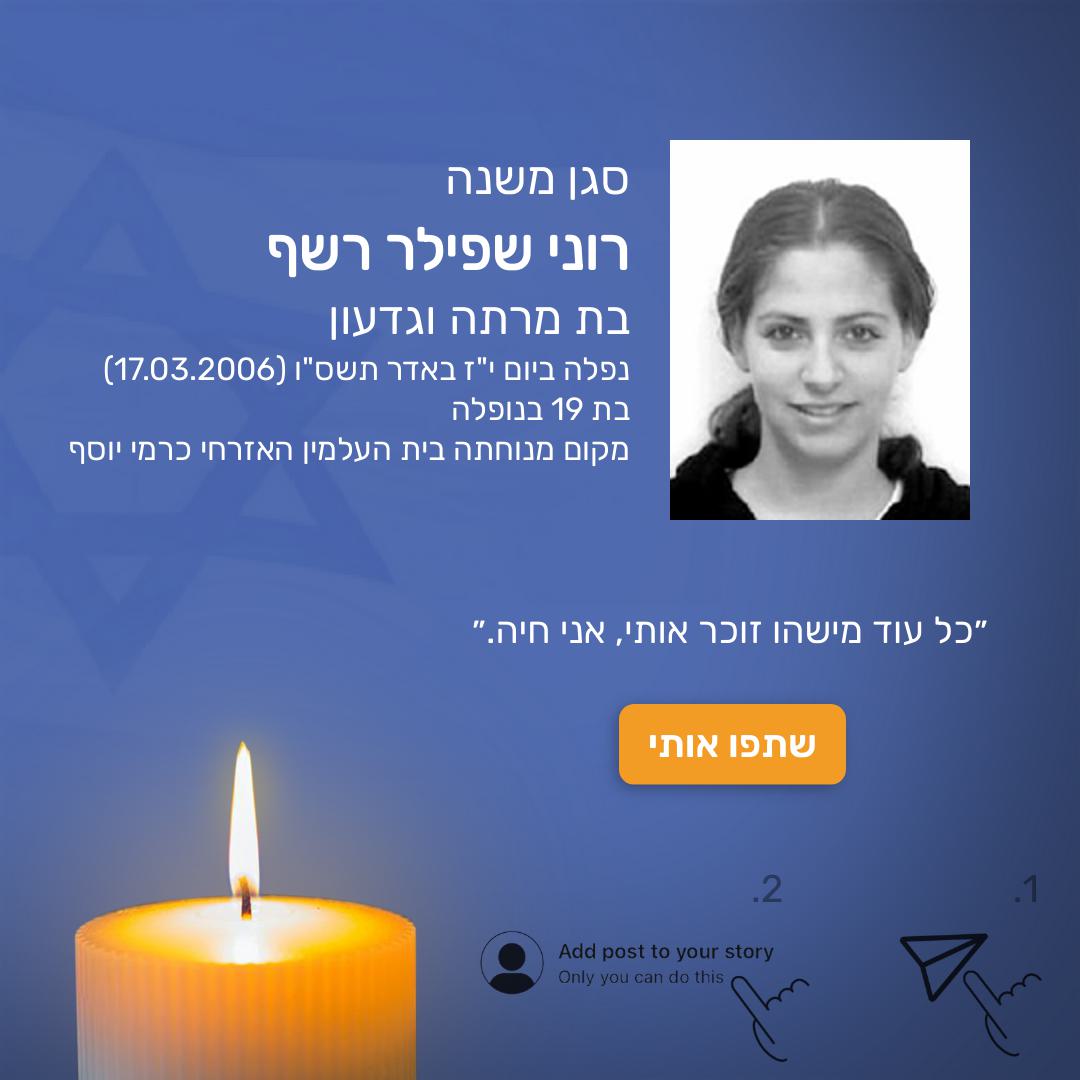 סגן משנה
רוני שפילר רשף
בת מרתה וגדעון
נפלה ביום י"ז באדר תשס"ו (17.03.2006)
בת 19 בנופלה
מקום מנוחתה בית העלמין האזרחי כרמי יוסף
״כל עוד מישהו זוכר אותי, אני חיה.״
שתפו אותי
1.
2.
Add post to your story
Only you can do this